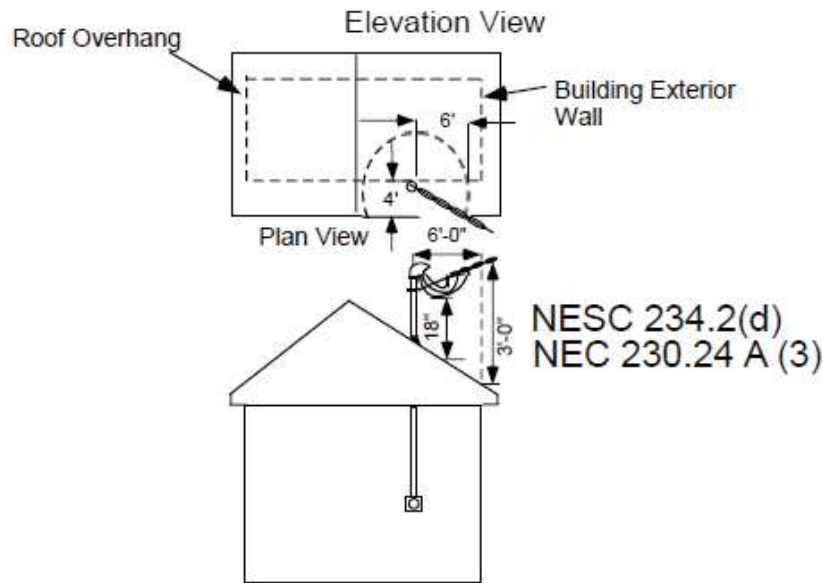 Elevation View
Roof Overhang
Building Exterior
Wall
6'
4'
Plan View
6'-0"
18"
3'-0"
NESC 234.2(d)
NEC 230.24 A (3)